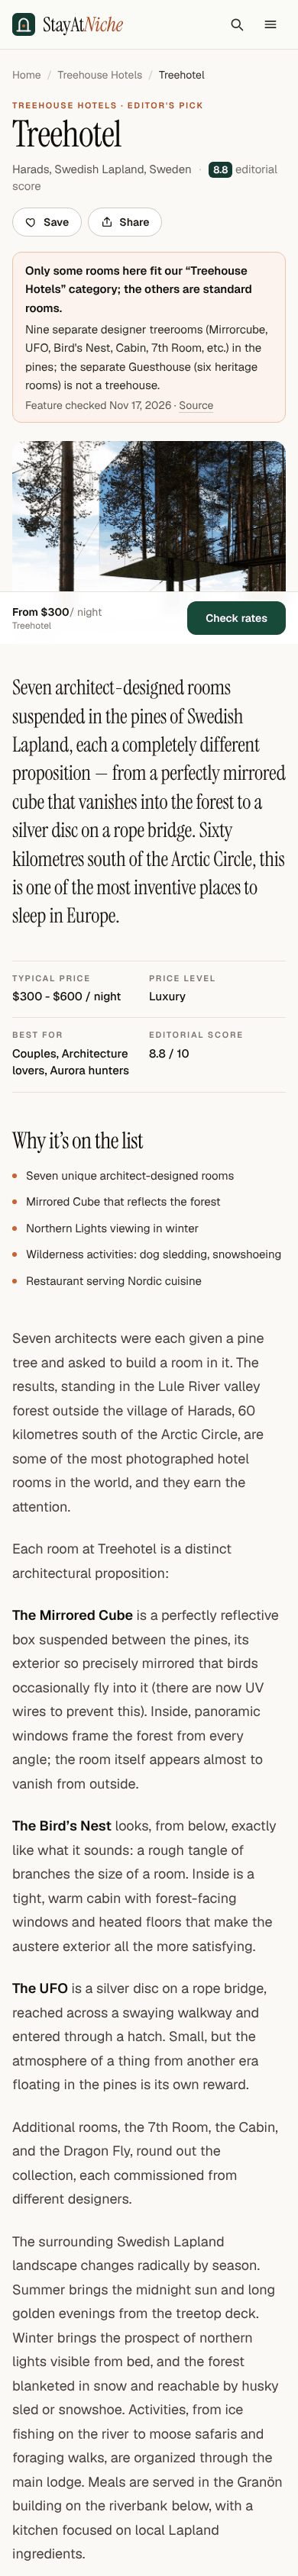 StayAtNiche
Home / Treehouse Hotels / Treehotel
TREEHOUSE HOTELS · EDITOR'S PICK
Treehotel
Harads, Swedish Lapland, Sweden · 8.8 editorial
score
Save
Share
Only some rooms here fit our “Treehouse
Hotels” category; the others are standard
rooms.
Nine separate designer treerooms (Mirrorcube,
UFO, Bird's Nest, Cabin, 7th Room, etc.) in the
pines; the separate Guesthouse (six heritage
rooms) is not a treehouse.
Feature checked Nov 17, 2026 · Source
From $300/ night
Treehotel
Check rates
Seven architect-designed rooms
suspended in the pines of Swedish
Lapland, each a completely different
proposition — from a perfectly mirrored
cube that vanishes into the forest to a
silver disc on a rope bridge. Sixty
kilometres south of the Arctic Circle, this
is one of the most inventive places to
sleep in Europe.
TYPICAL PRICE
$300 - $600 / night
PRICE LEVEL
Luxury
BEST FOR
Couples, Architecture
lovers, Aurora hunters
EDITORIAL SCORE
8.8 / 10
Why it’s on the list
Seven unique architect-designed rooms
Mirrored Cube that reflects the forest
Northern Lights viewing in winter
Wilderness activities: dog sledding, snowshoeing
Restaurant serving Nordic cuisine
Seven architects were each given a pine
tree and asked to build a room in it. The
results, standing in the Lule River valley
forest outside the village of Harads, 60
kilometres south of the Arctic Circle, are
some of the most photographed hotel
rooms in the world, and they earn the
attention.
Each room at Treehotel is a distinct
architectural proposition:
The Mirrored Cube is a perfectly reflective
box suspended between the pines, its
exterior so precisely mirrored that birds
occasionally fly into it (there are now UV
wires to prevent this). Inside, panoramic
windows frame the forest from every
angle; the room itself appears almost to
vanish from outside.
The Bird’s Nest looks, from below, exactly
like what it sounds: a rough tangle of
branches the size of a room. Inside is a
tight, warm cabin with forest-facing
windows and heated floors that make the
austere exterior all the more satisfying.
The UFO is a silver disc on a rope bridge,
reached across a swaying walkway and
entered through a hatch. Small, but the
atmosphere of a thing from another era
floating in the pines is its own reward.
Additional rooms, the 7th Room, the Cabin,
and the Dragon Fly, round out the
collection, each commissioned from
different designers.
The surrounding Swedish Lapland
landscape changes radically by season.
Summer brings the midnight sun and long
golden evenings from the treetop deck.
Winter brings the prospect of northern
lights visible from bed, and the forest
blanketed in snow and reachable by husky
sled or snowshoe. Activities, from ice
fishing on the river to moose safaris and
foraging walks, are organized through the
main lodge. Meals are served in the Granön
building on the riverbank below, with a
kitchen focused on local Lapland
ingredients.